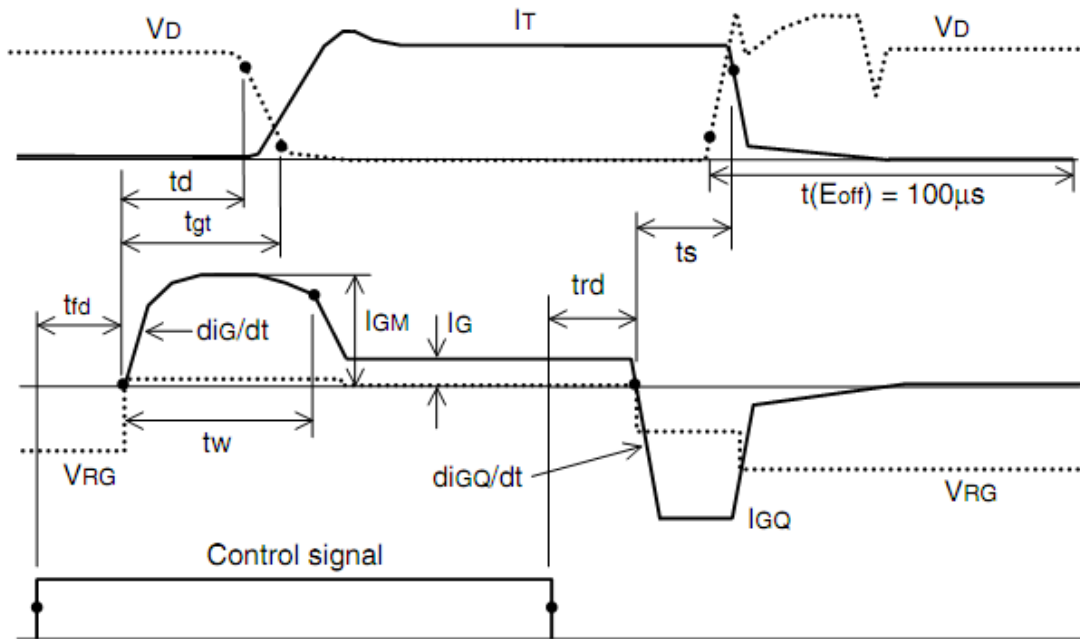 VD
IT
VD
td
t(Eoff) = 100μs
tgt
ts
tfd
diG/dt
IGM
IG
trd
tw
VRG
diGQ/dt
IGQ
VRG
Control signal